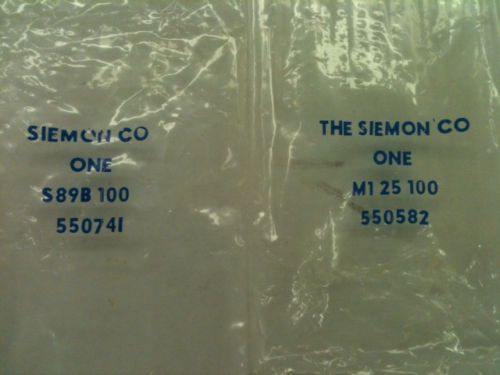 SIEMON CO
ONE
S89B 100
550741
THE SIEMON CO
ONE
M1 25 100
550582